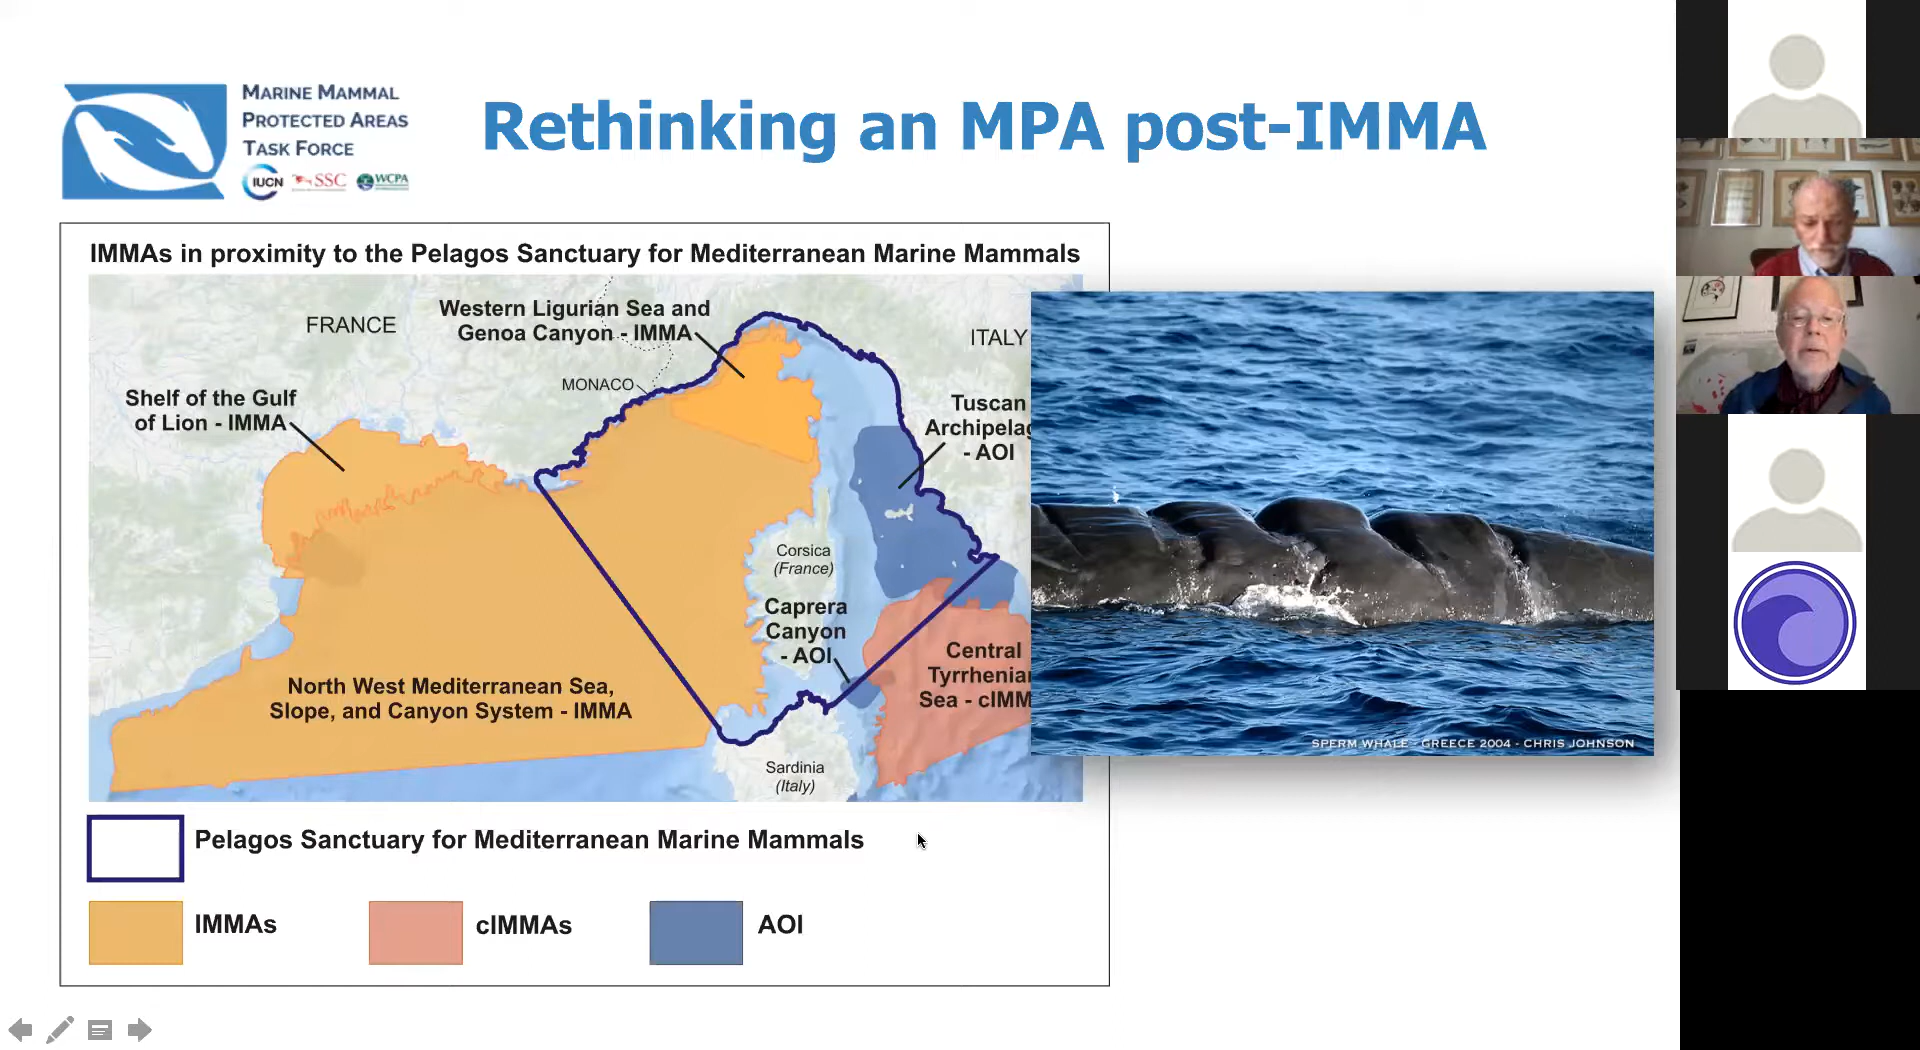 MARINE MAMMAL
PROTECTED AREAS
TASK FORCE
IUCN SSC WCPA
Rethinking an MPA post-IMMA
IMMAs in proximity to the Pelagos Sanctuary for Mediterranean Marine Mammals
FRANCE
Western Ligurian Sea and
Genoa Canyon - IMMA
ITALY
MONACO
Shelf of the Gulf
of Lion - IMMA
Tuscan
Archipelag
- AOI
Corsica
(France)
Caprera
Canyon
- AOI
Central
Tyrrhenian
Sea - cIMM
North West Mediterranean Sea,
Slope, and Canyon System - IMMA
Sardinia
(Italy)
SPERM WHALE - GREECE 2004 - CHRIS JOHNSON
Pelagos Sanctuary for Mediterranean Marine Mammals
IMMAs
cIMMAs
AOI